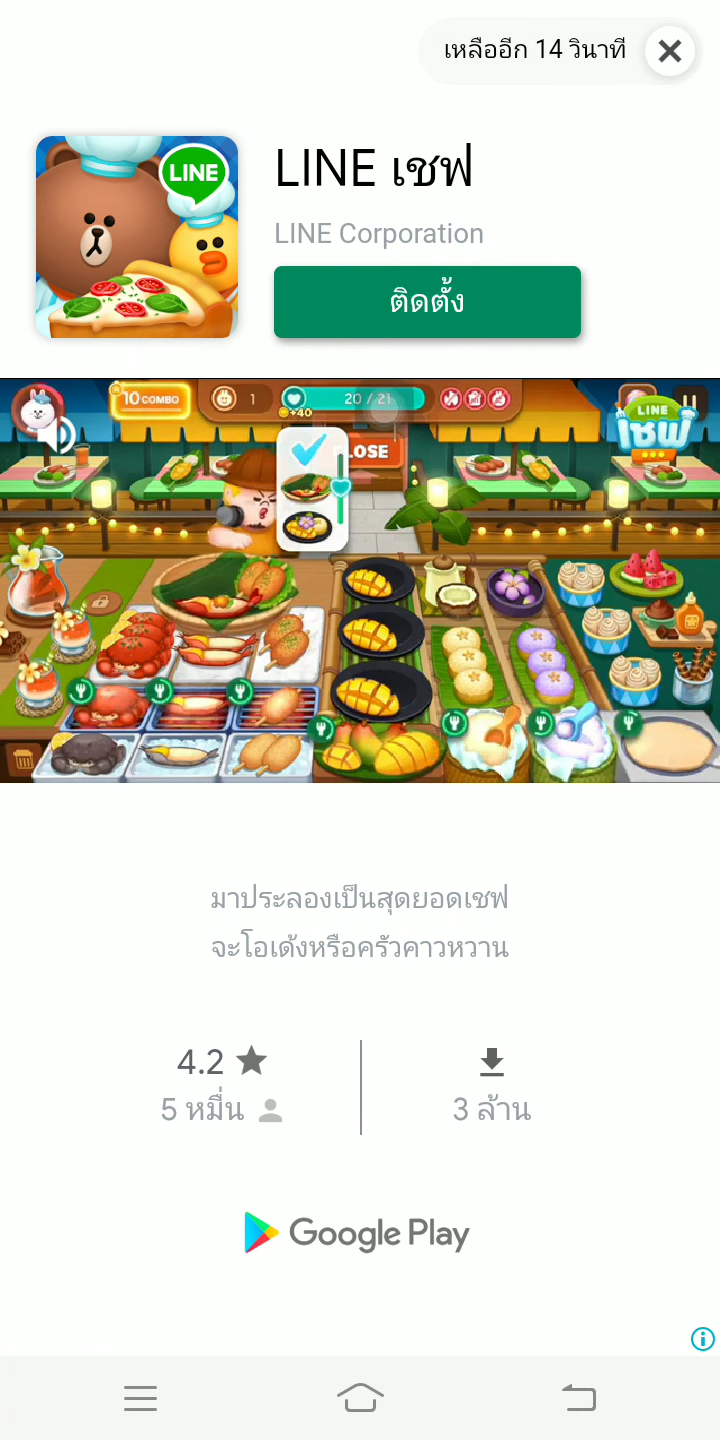 เหลืออีก 14 วินาที
LINE
LINE เชฟ
LINE Corporation
ติดตั้ง
10 COMBO
1
20 / 21
+40
LOSE
LINE
เชฟ
มาประลองเป็นสุดยอดเชฟ
จะโอเด้งหรือครัวคาวหวาน
4.2
5 หมื่น
3 ล้าน
Google Play